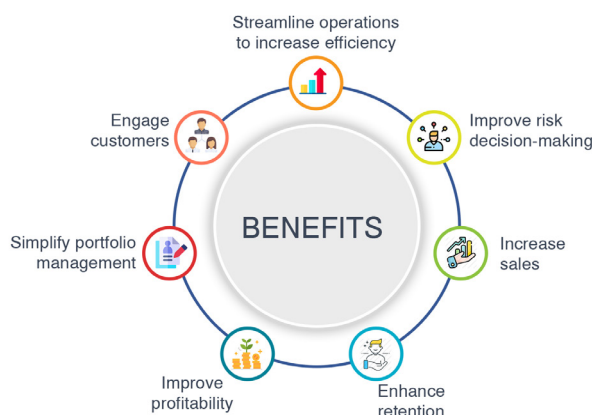 Streamline operations
to increase efficiency
Improve risk
decision-making
Increase
sales
Enhance
retention
Improve
profitability
Simplify portfolio
management
Engage
customers
BENEFITS